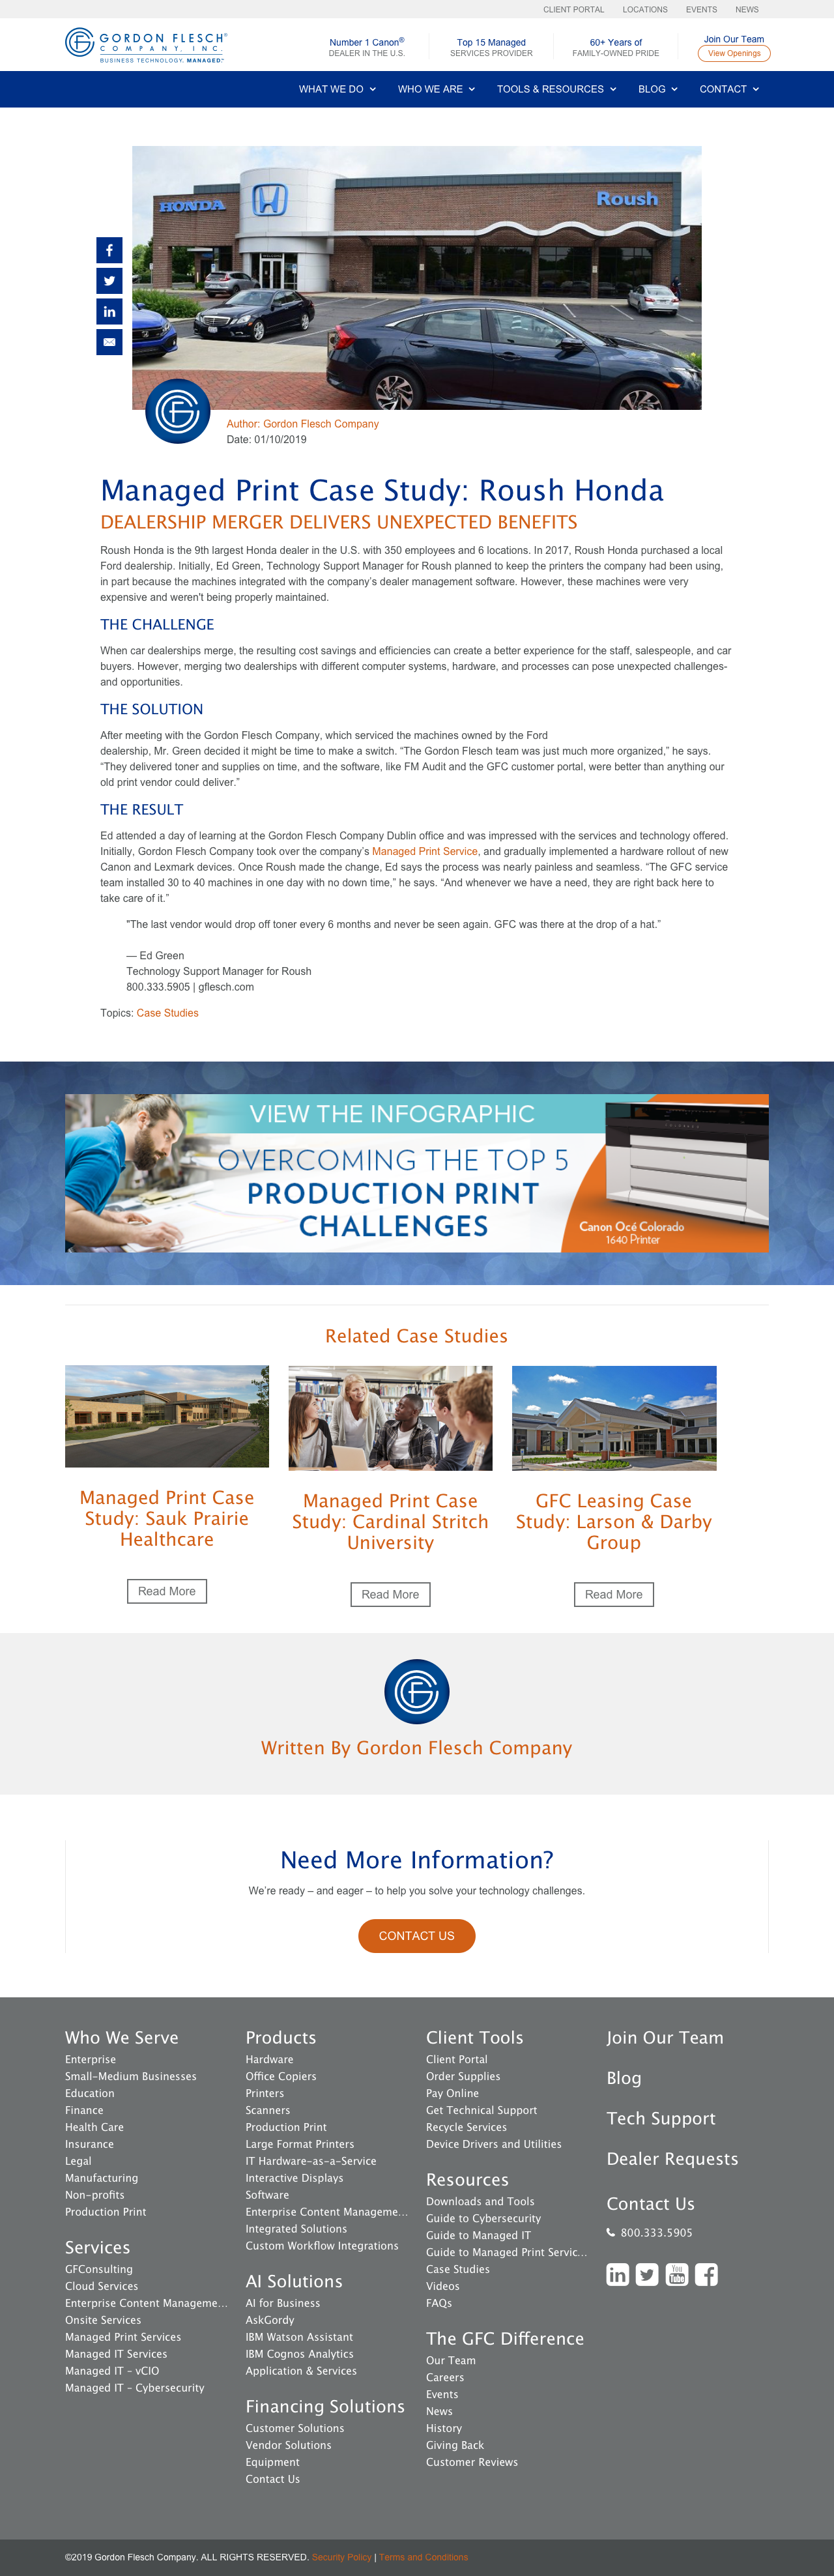 CLIENT PORTAL LOCATIONS EVENTS NEWS
GORDON FLESCH®
COMPANY, INC.
BUSINESS TECHNOLOGY. MANAGED.™
Number 1 Canon®
DEALER IN THE U.S.
Top 15 Managed
SERVICES PROVIDER
60+ Years of
FAMILY-OWNED PRIDE
Join Our Team
View Openings
WHAT WE DO WHO WE ARE TOOLS & RESOURCES BLOG CONTACT
HONDA
Roush
Author: Gordon Flesch Company
Date: 01/10/2019
Managed Print Case Study: Roush Honda
DEALERSHIP MERGER DELIVERS UNEXPECTED BENEFITS
Roush Honda is the 9th largest Honda dealer in the U.S. with 350 employees and 6 locations. In 2017, Roush Honda purchased a local
Ford dealership. Initially, Ed Green, Technology Support Manager for Roush planned to keep the printers the company had been using,
in part because the machines integrated with the company’s dealer management software. However, these machines were very
expensive and weren't being properly maintained.
THE CHALLENGE
When car dealerships merge, the resulting cost savings and efficiencies can create a better experience for the staff, salespeople, and car
buyers. However, merging two dealerships with different computer systems, hardware, and processes can pose unexpected challenges-
and opportunities.
THE SOLUTION
After meeting with the Gordon Flesch Company, which serviced the machines owned by the Ford
dealership, Mr. Green decided it might be time to make a switch. “The Gordon Flesch team was just much more organized,” he says.
“They delivered toner and supplies on time, and the software, like FM Audit and the GFC customer portal, were better than anything our
old print vendor could deliver.”
THE RESULT
Ed attended a day of learning at the Gordon Flesch Company Dublin office and was impressed with the services and technology offered.
Initially, Gordon Flesch Company took over the company’s Managed Print Service, and gradually implemented a hardware rollout of new
Canon and Lexmark devices. Once Roush made the change, Ed says the process was nearly painless and seamless. “The GFC service
team installed 30 to 40 machines in one day with no down time,” he says. “And whenever we have a need, they are right back here to
take care of it.”
"The last vendor would drop off toner every 6 months and never be seen again. GFC was there at the drop of a hat.”
— Ed Green
Technology Support Manager for Roush
800.333.5905 | gflesch.com
Topics: Case Studies
VIEW THE INFOGRAPHIC
OVERCOMING THE TOP 5
PRODUCTION PRINT
CHALLENGES
Canon Océ Colorado
1640 Printer
Related Case Studies
Managed Print Case
Study: Sauk Prairie
Healthcare
Read More
Managed Print Case
Study: Cardinal Stritch
University
Read More
GFC Leasing Case
Study: Larson & Darby
Group
Read More
Written By Gordon Flesch Company
Need More Information?
We’re ready – and eager – to help you solve your technology challenges.
CONTACT US
Who We Serve
Enterprise
Small-Medium Businesses
Education
Finance
Health Care
Insurance
Legal
Manufacturing
Non-profits
Production Print
Services
GFConsulting
Cloud Services
Enterprise Content Manageme...
Onsite Services
Managed Print Services
Managed IT Services
Managed IT - vCIO
Managed IT - Cybersecurity
Products
Hardware
Office Copiers
Printers
Scanners
Production Print
Large Format Printers
IT Hardware-as-a-Service
Interactive Displays
Software
Enterprise Content Manageme...
Integrated Solutions
Custom Workflow Integrations
AI Solutions
AI for Business
AskGordy
IBM Watson Assistant
IBM Cognos Analytics
Application & Services
Financing Solutions
Customer Solutions
Vendor Solutions
Equipment
Contact Us
Client Tools
Client Portal
Order Supplies
Pay Online
Get Technical Support
Recycle Services
Device Drivers and Utilities
Resources
Downloads and Tools
Guide to Cybersecurity
Guide to Managed IT
Guide to Managed Print Servic...
Case Studies
Videos
FAQs
The GFC Difference
Our Team
Careers
Events
News
History
Giving Back
Customer Reviews
Join Our Team
Blog
Tech Support
Dealer Requests
Contact Us
800.333.5905
You
Tube
©2019 Gordon Flesch Company. ALL RIGHTS RESERVED. Security Policy | Terms and Conditions